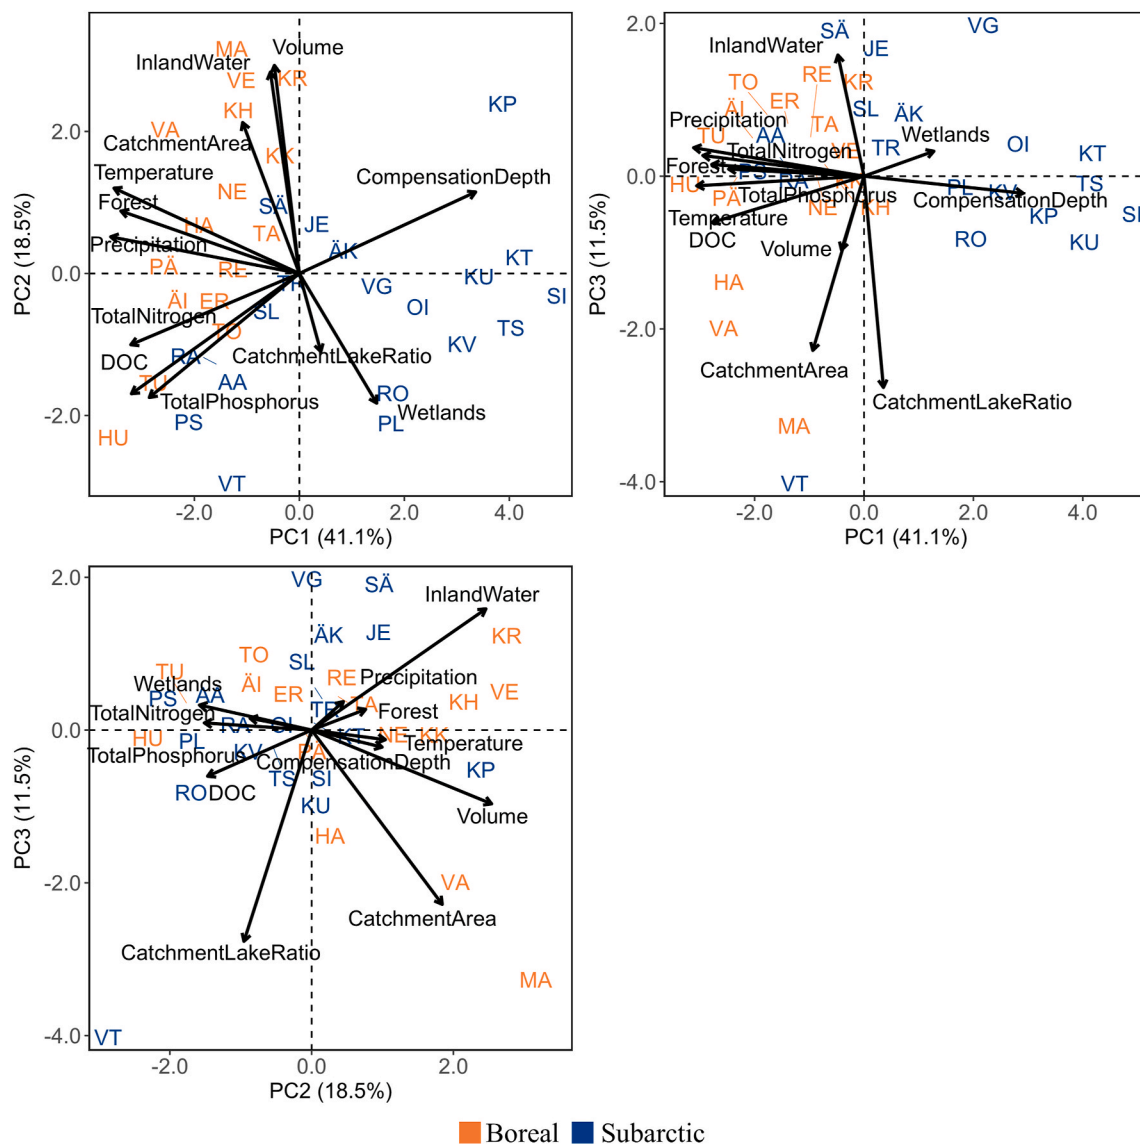 MA
Volume
InlandWater
VE
KR
KP
KH
2.0
VA
CatchmentArea
KK
Temperature
CompensationDepth
NE
Forest
SÄ
HA
JE
TA
Precipitation
ÄK
KT
PÄ
RE
0.0
TR
KU
VG
SI
ÄI
ER
OI
SL
TotalNitrogen
TO
TS
KV
RA
CatchmentLakeRatio
DOC
TU
AA
RO
TotalPhosphorus
Wetlands
-2.0
PS
PL
HU
VT
-2.0
0.0
2.0
4.0
PC1 (41.1%)
PC2 (18.5%)
2.0
SÄ
VG
InlandWater
JE
TO
RE
KR
ER
ÄI
SL
ÄK
Precipitation
TA
TU
AA
Wetlands
TotalNitrogen
VE
TR
OI
KT
Forest
PS
0.0
HU
RA
KK
PL
TS
TotalPhosphorus
KV
PÄ
CompensationDepth
NE
KH
KP
SI
Temperature
DOC
Volume
RO
KU
HA
VA
-2.0
CatchmentArea
CatchmentLakeRatio
MA
VT
-4.0
-2.0
0.0
2.0
4.0
PC1 (41.1%)
PC3 (11.5%)
2.0
VG
SÄ
InlandWater
ÄK
JE
KR
TO
SL
TU
RE
Precipitation
Wetlands
ÄI
ER
VE
PS
AA
KH
TR
TA
TotalNitrogen
RA
OI
Forest
0.0
HU
PL
KT
NE
KK
Temperature
TotalPhosphorus
KV
PÄ
CompensationDepth
KP
TS
SI
RO
DOC
KU
Volume
HA
VA
-2.0
CatchmentArea
CatchmentLakeRatio
MA
VT
-4.0
-2.0
0.0
2.0
PC2 (18.5%)
PC3 (11.5%)
Boreal
Subarctic